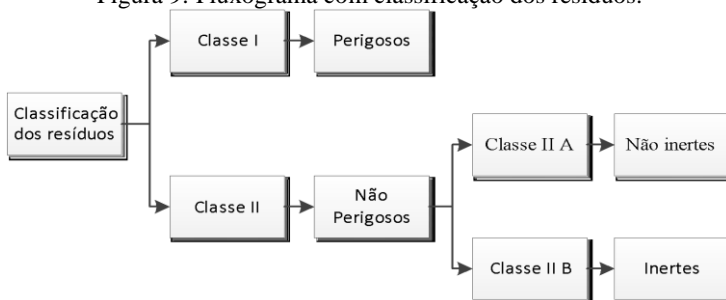 Figura 9: Fluxograma com classificação dos resíduos.
Classe I
Perigosos
Classificação
dos resíduos
Classe II
Não
Perigosos
Classe II A
Não inertes
Classe II B
Inertes